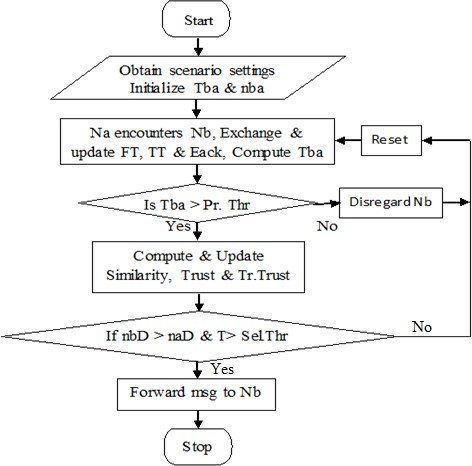 Start
Obtain scenario settings
Initialize Tba & nba
Na encounters Nb, Exchange &
update FT, TT & Eack, Compute Tba
Reset
Is Tba > Pr. Thr
Disregard Nb
Yes
No
Compute & Update
Similarity, Trust & Tr.Trust
If nbD > naD & T> Sel.Thr
No
Yes
Forward msg to Nb
Stop